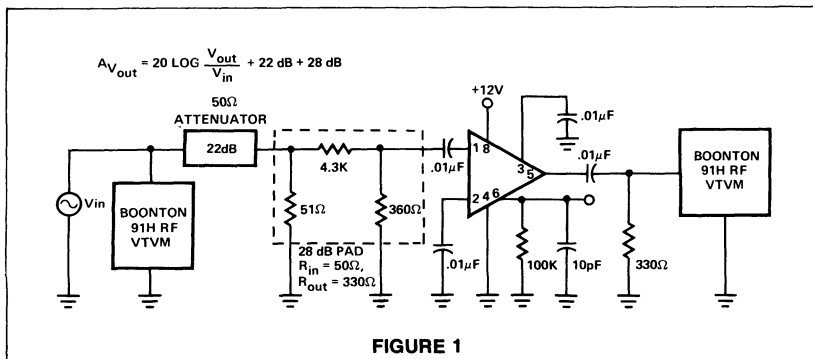 A_Vout = 20 LOG Vout/Vin + 22 dB + 28 dB
50Ω
ATTENUATOR
22dB
Vin
BOONTON
91H RF
VTVM
51Ω
4.3K
360Ω
28 dB PAD
Rin = 50Ω,
Rout = 330Ω
.01µF
.01µF
+12V
1 8
2 4 6
3 5
.01µF
100K
10pF
.01µF
330Ω
BOONTON
91H RF
VTVM
FIGURE 1